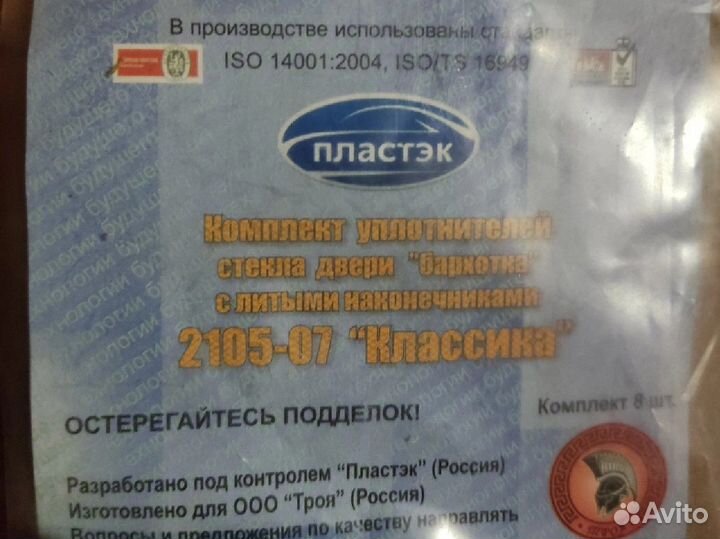 В производстве использованы стандарты
ISO 14001:2004, ISO/TS 16949
ПЛАСТЭК
Комплект уплотнителей
стекла двери "бархотка"
с литыми наконечниками
2105-07 "Классика"
ОСТЕРЕГАЙТЕСЬ ПОДДЕЛОК!
Комплект 8 шт.
Разработано под контролем "Пластэк" (Россия)
Изготовлено для ООО "Троя" (Россия)
Вопросы и предложения по качеству направлять
Avito